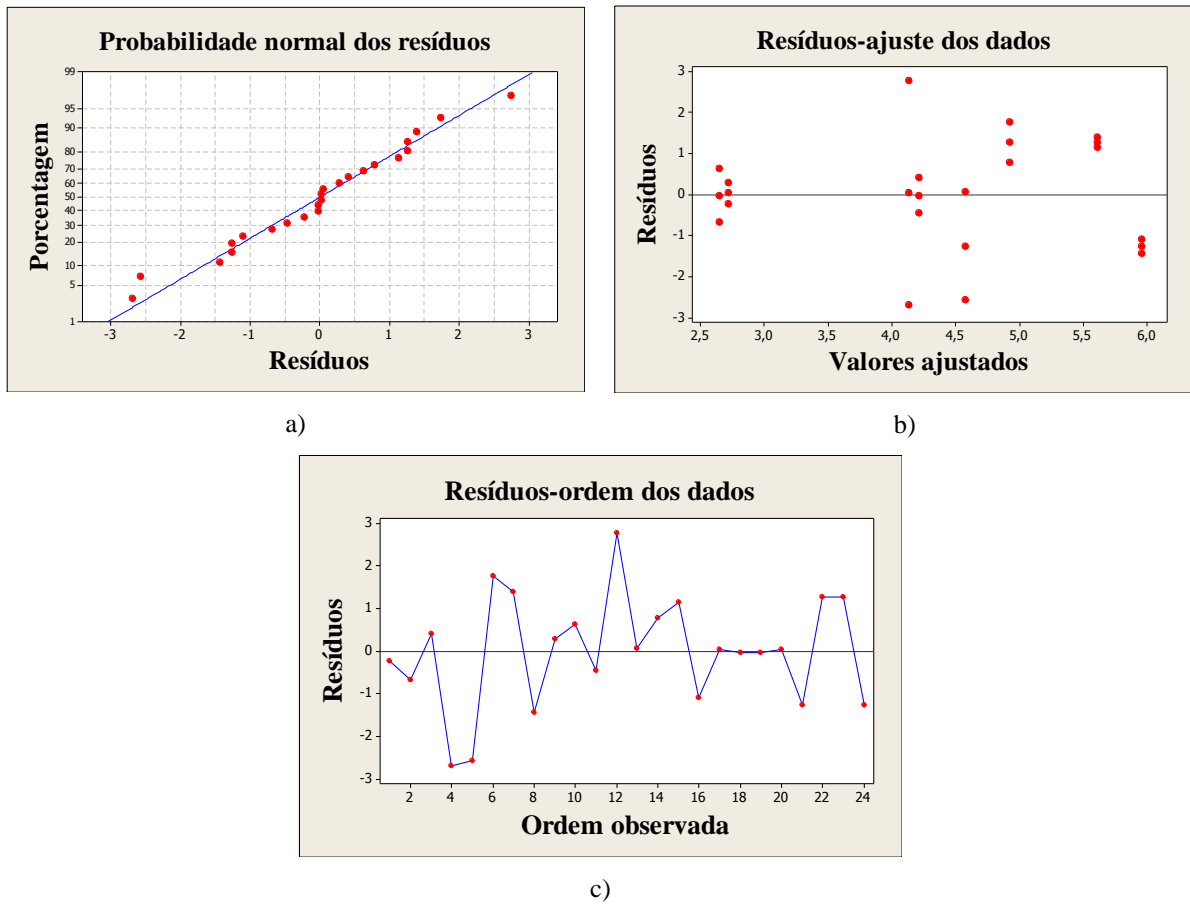 Probabilidade normal dos resíduos
Porcentagem
99
95
90
80
70
60
50
40
30
20
10
5
1
-3 -2 -1 0 1 2 3
Resíduos
a)
Resíduos-ajuste dos dados
Resíduos
3
2
1
0
-1
-2
-3
2,5 3,0 3,5 4,0 4,5 5,0 5,5 6,0
Valores ajustados
b)
Resíduos-ordem dos dados
Resíduos
3
2
1
0
-1
-2
-3
2 4 6 8 10 12 14 16 18 20 22 24
Ordem observada
c)